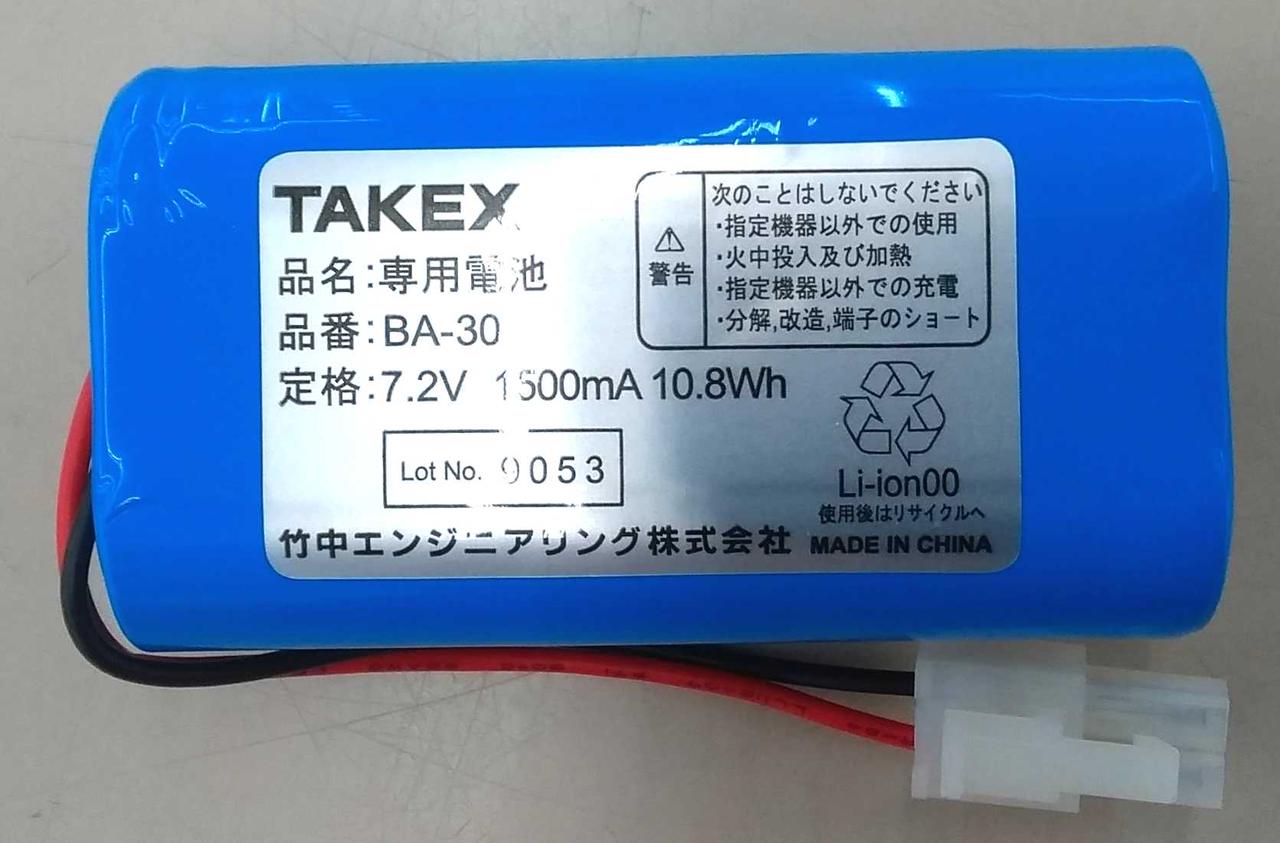 TAKEX
品名:専用電池
品番:BA-30
定格:7.2V 1500mA 10.8Wh
Lot No. 9053
竹中エンジニアリング株式会社
警告
次のことはしないでください
・指定機器以外での使用
・火中投入及び加熱
・指定機器以外での充電
・分解,改造,端子のショート
Li-ion00
使用後はリサイクルへ
MADE IN CHINA